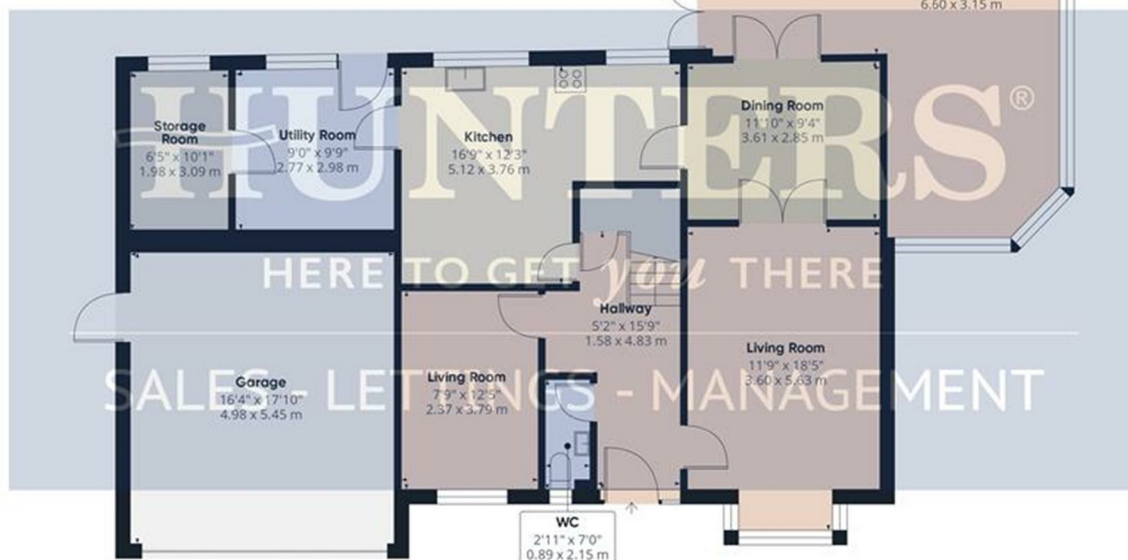 6.60 x 3.15 m
HUNTERS®
HERE TO GET you THERE
SALES - LETTINGS - MANAGEMENT
Storage
Room
6'5" x 10'1"
1.98 x 3.09 m
Utility Room
9'0" x 9'9"
2.77 x 2.98 m
Kitchen
16'9" x 12'3"
5.12 x 3.76 m
Dining Room
11'10" x 9'4"
3.61 x 2.85 m
Hallway
5'2" x 15'9"
1.58 x 4.83 m
Living Room
11'9" x 18'5"
3.60 x 5.63 m
Garage
16'4" x 17'10"
4.98 x 5.45 m
Living Room
7'9" x 12'5"
2.37 x 3.79 m
WC
2'11" x 7'0"
0.89 x 2.15 m